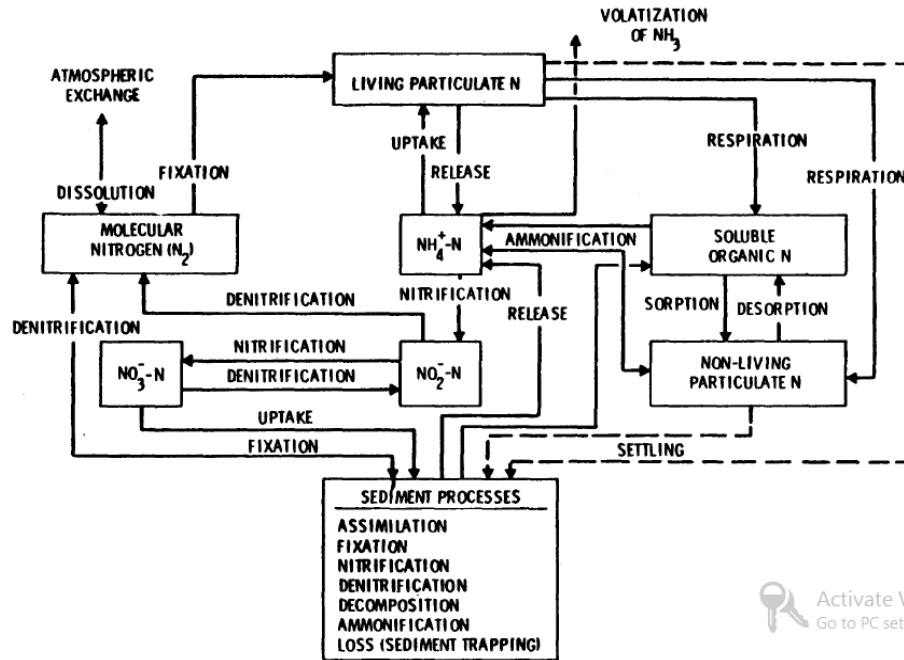 VOLATIZATION
OF NH3
ATMOSPHERIC
EXCHANGE
LIVING PARTICULATE N
UPTAKE
RELEASE
RESPIRATION
RESPIRATION
FIXATION
DISSOLUTION
MOLECULAR
NITROGEN (N2)
NH4+-N
AMMONIFICATION
SOLUBLE
ORGANIC N
DENITRIFICATION
NITRIFICATION
RELEASE
SORPTION
DESORPTION
DENITRIFICATION
NITRIFICATION
NO3–-N
DENITRIFICATION
NO2–-N
NON-LIVING
PARTICULATE N
UPTAKE
FIXATION
SETTLING
SEDIMENT PROCESSES
ASSIMILATION
FIXATION
NITRIFICATION
DENITRIFICATION
DECOMPOSITION
AMMONIFICATION
LOSS (SEDIMENT TRAPPING)
Activate
Go to PC set